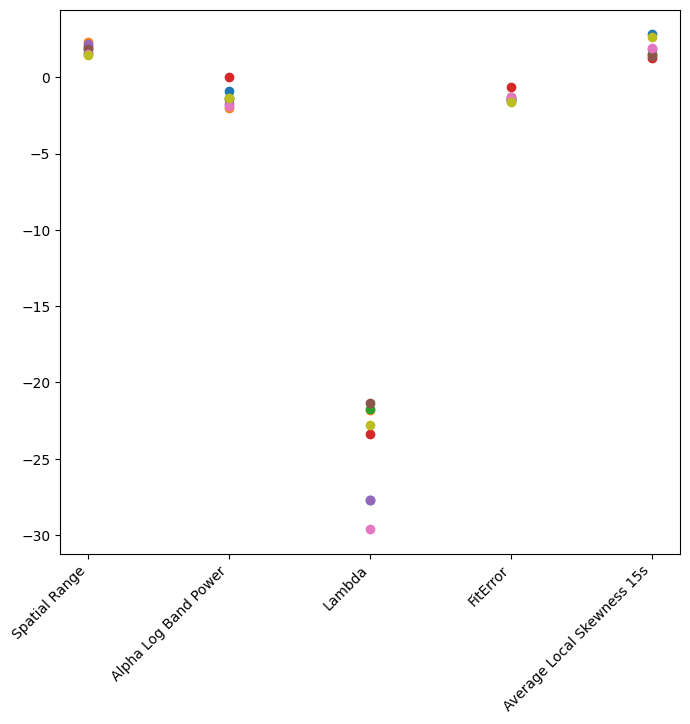 0
−5
−10
−15
−20
−25
−30
Spatial Range
Alpha Log Band Power
Lambda
FitError
Average Local Skewness 15s